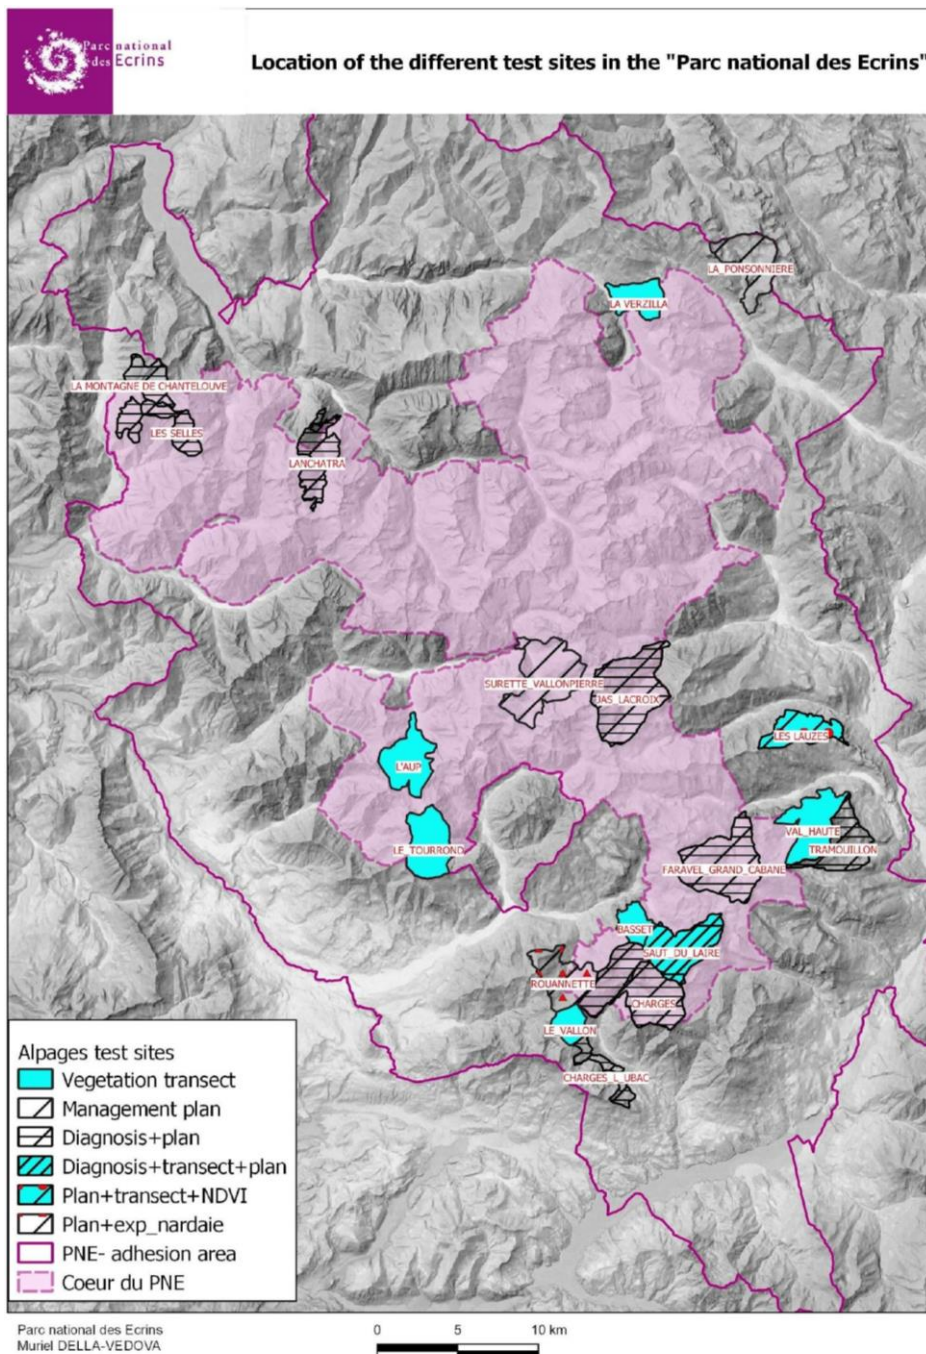 Parc national
des Ecrins
Location of the different test sites in the "Parc national des Ecrins"
LA_PONSONNIERE
LA VERZILLA
LA MONTAGNE DE CHANTELOUVE
LES SELLES
LANCHATRA
SURETTE_VALLONPIERRE
JAS_LACROIX
LES LAUZES
L'AUP
VAL_HAUTE
LE_TOURROND
TRAMOUILLON
FARAVEL_GRAND_CABANE
BASSET
SAUT_DU_LAIRE
ROUANNETTE
CHARGES
LE_VALLON
CHARGES_L_UBAC
Alpages test sites
Vegetation transect
Management plan
Diagnosis+plan
Diagnosis+transect+plan
Plan+transect+NDVI
Plan+exp_nardaie
PNE- adhesion area
Coeur du PNE
Parc national des Ecrins
Muriel DELLA-VEDOVA
0 5 10 km